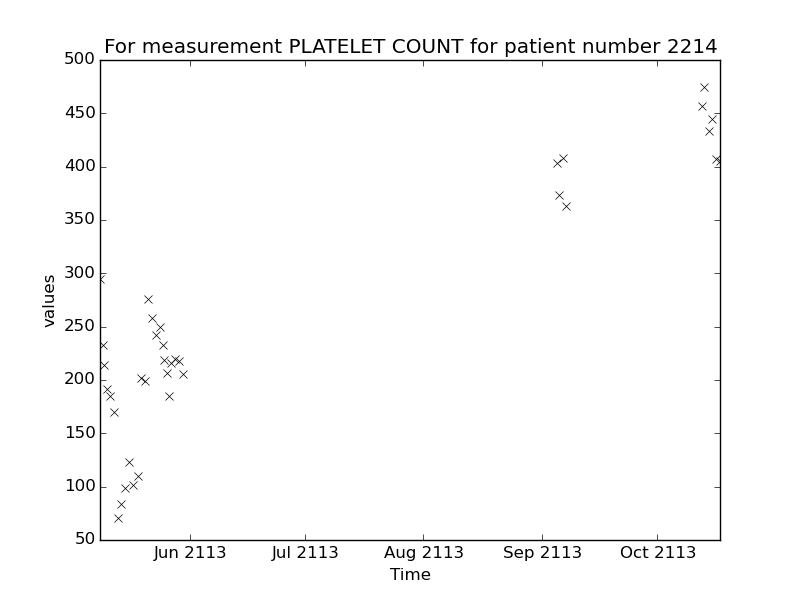 For measurement PLATELET COUNT for patient number 2214
500
450
400
350
300
250
200
150
100
50
values
Jun 2113 Jul 2113 Aug 2113 Sep 2113 Oct 2113
Time